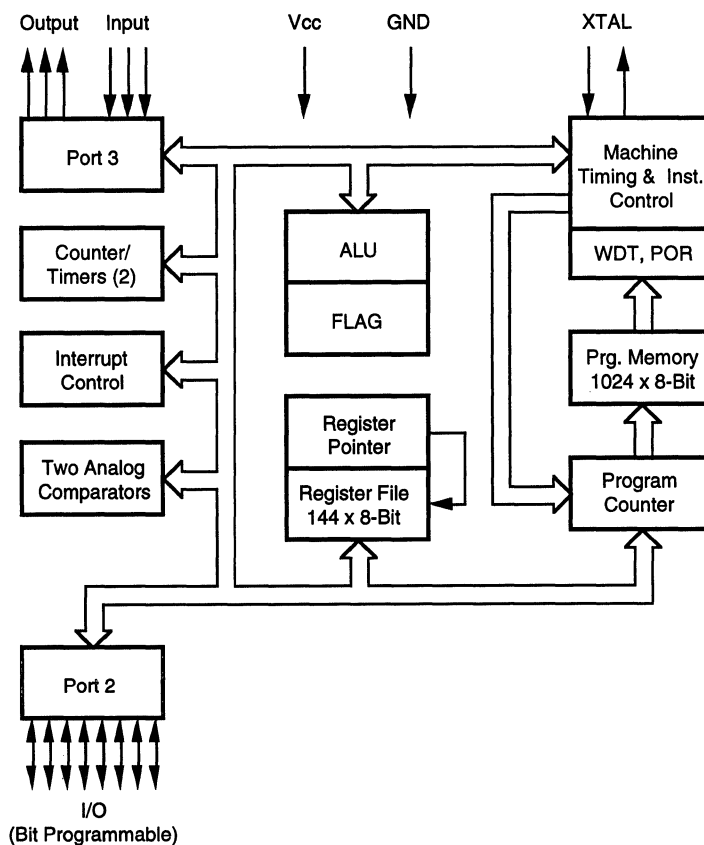 Output Input Vcc GND XTAL
Port 3
Machine
Timing & Inst.
Control
WDT, POR
Counter/
Timers (2)
ALU
FLAG
Interrupt
Control
Prg. Memory
1024 x 8-Bit
Register
Pointer
Register File
144 x 8-Bit
Two Analog
Comparators
Program
Counter
Port 2
I/O
(Bit Programmable)